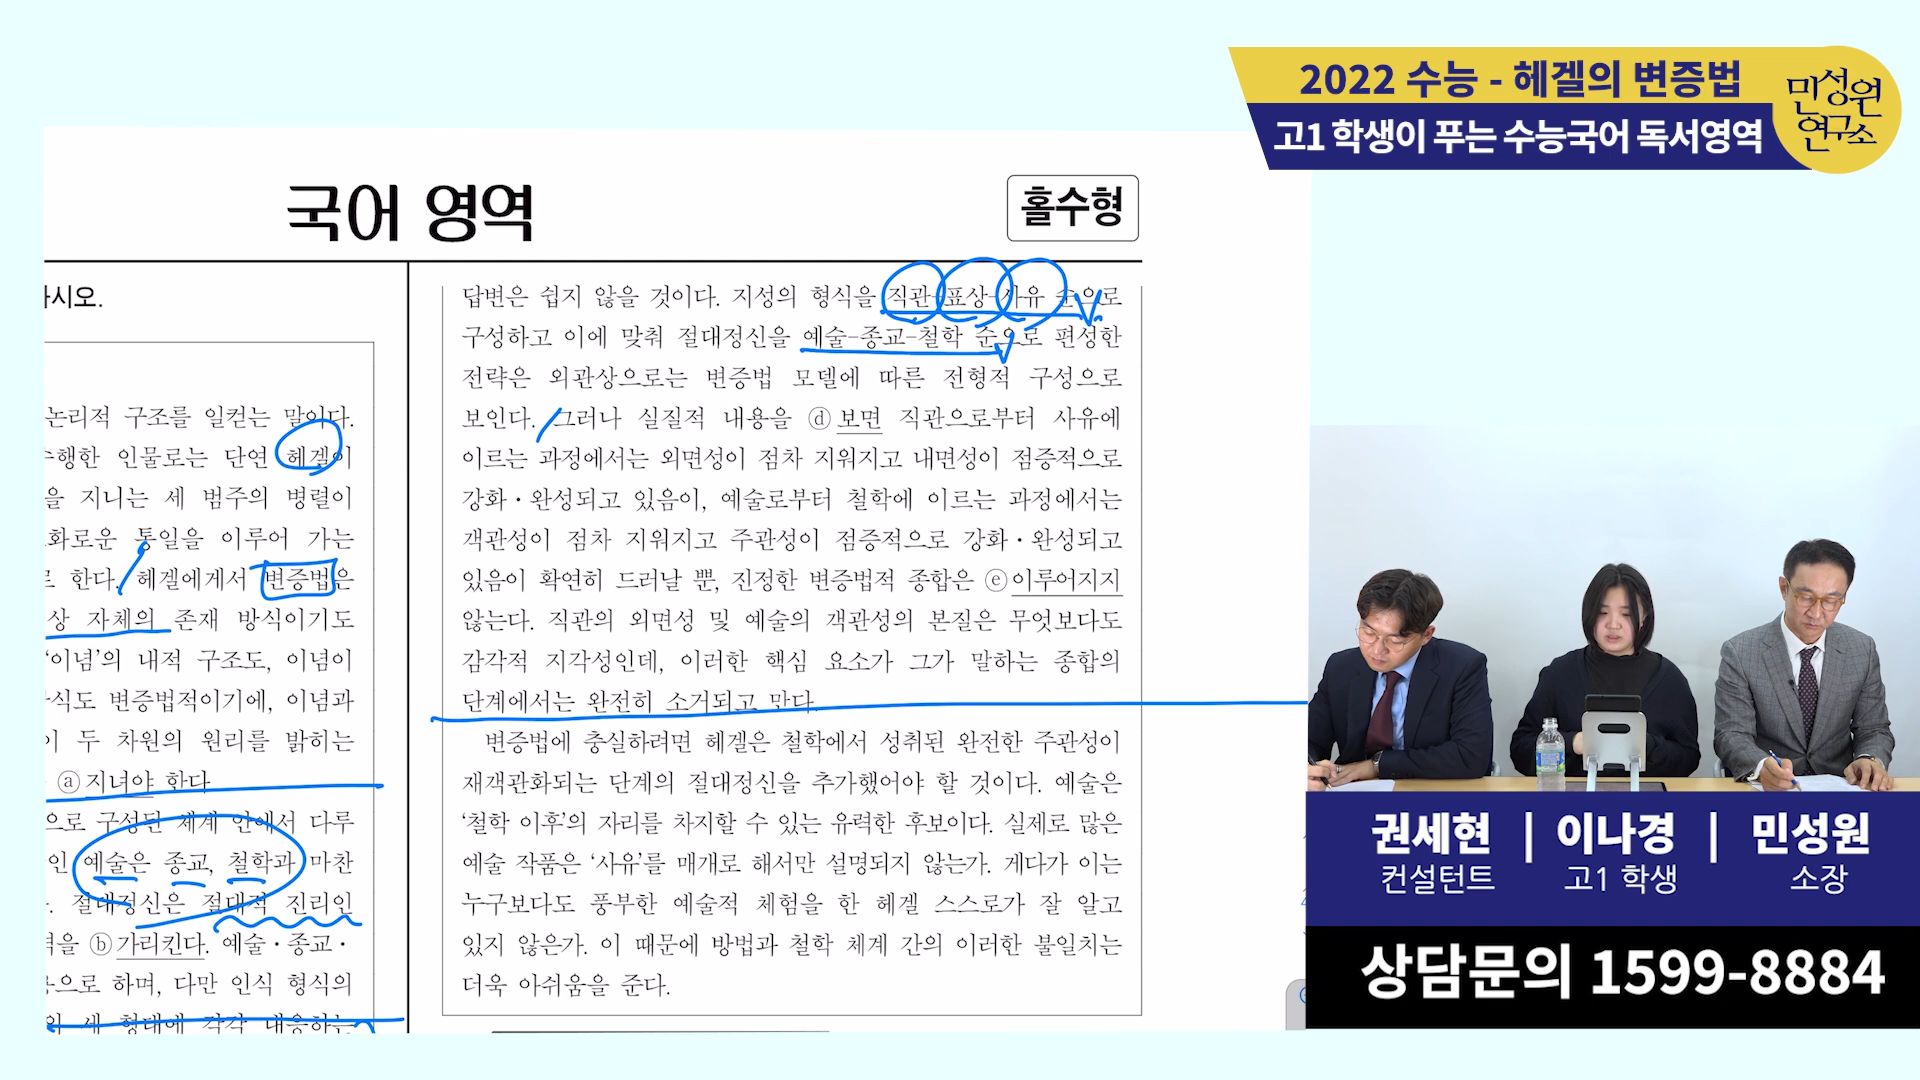 2022 수능 - 헤겔의 변증법
고1 학생이 푸는 수능국어 독서영역
민성원
연구소
국어 영역
홀수형
시오.
논리적 구조를 일컫는 말이다.
행한 인물로는 단연 헤겔이
을 지니는 세 범주의 병렬이
화로운 통일을 이루어 가는
한다. 헤겔에게서 변증법은
상 자체의 존재 방식이기도
‘이념’의 내적 구조도, 이념이
식도 변증법적이기에, 이념과
두 차원의 원리를 밝히는
ⓐ지녀야 한다
으로 구성된 체계 안에서 다루
인 예술은 종교, 철학과 마찬
절대정신은 절대적 진리인
을 ⓑ가리킨다. 예술·종교·
으로 하며, 다만 인식 형식의
의 세 형태에 각각 대응하는
답변은 쉽지 않을 것이다. 지성의 형식을 직관-표상-사유 순으로
구성하고 이에 맞춰 절대정신을 예술-종교-철학 순으로 편성한
전략은 외관상으로는 변증법 모델에 따른 전형적 구성으로
보인다. 그러나 실질적 내용을 ⓓ보면 직관으로부터 사유에
이르는 과정에서는 외면성이 점차 지워지고 내면성이 점증적으로
강화·완성되고 있음이, 예술로부터 철학에 이르는 과정에서는
객관성이 점차 지워지고 주관성이 점증적으로 강화·완성되고
있음이 확연히 드러날 뿐, 진정한 변증법적 종합은 ⓔ이루어지지
않는다. 직관의 외면성 및 예술의 객관성의 본질은 무엇보다도
감각적 지각성인데, 이러한 핵심 요소가 그가 말하는 종합의
단계에서는 완전히 소거되고 만다.
변증법에 충실하려면 헤겔은 철학에서 성취된 완전한 주관성이
재객관화되는 단계의 절대정신을 추가했어야 할 것이다. 예술은
‘철학 이후’의 자리를 차지할 수 있는 유력한 후보이다. 실제로 많은
예술 작품은 ‘사유’를 매개로 해서만 설명되지 않는가. 게다가 이는
누구보다도 풍부한 예술적 체험을 한 헤겔 스스로가 잘 알고
있지 않은가. 이 때문에 방법과 철학 체계 간의 이러한 불일치는
더욱 아쉬움을 준다.
권세현 | 이나경 | 민성원
컨설턴트 고1 학생 소장
상담문의 1599-8884